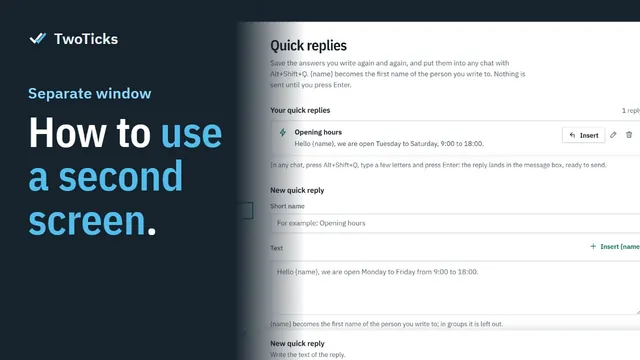 TwoTicks
Separate window
How to use
a second
screen.
Quick replies
Save the answers you write again and again, and put them into any chat with
Alt+Shift+Q. {name} becomes the first name of the person you write to. Nothing is
sent until you press Enter.
Your quick replies
1 reply
Opening hours
Hello {name}, we are open Tuesday to Saturday, 9:00 to 18:00.
Insert
In any chat, press Alt+Shift+Q, type a few letters and press Enter: the reply lands in the message box, ready to send.
New quick reply
Short name
For example: Opening hours
Text
+ Insert {name
Hello {name}, we are open Monday to Friday from 9:00 to 18:00.
{name} becomes the first name of the person you write to; in groups it is left out.
New quick reply
Write the text of the reply.